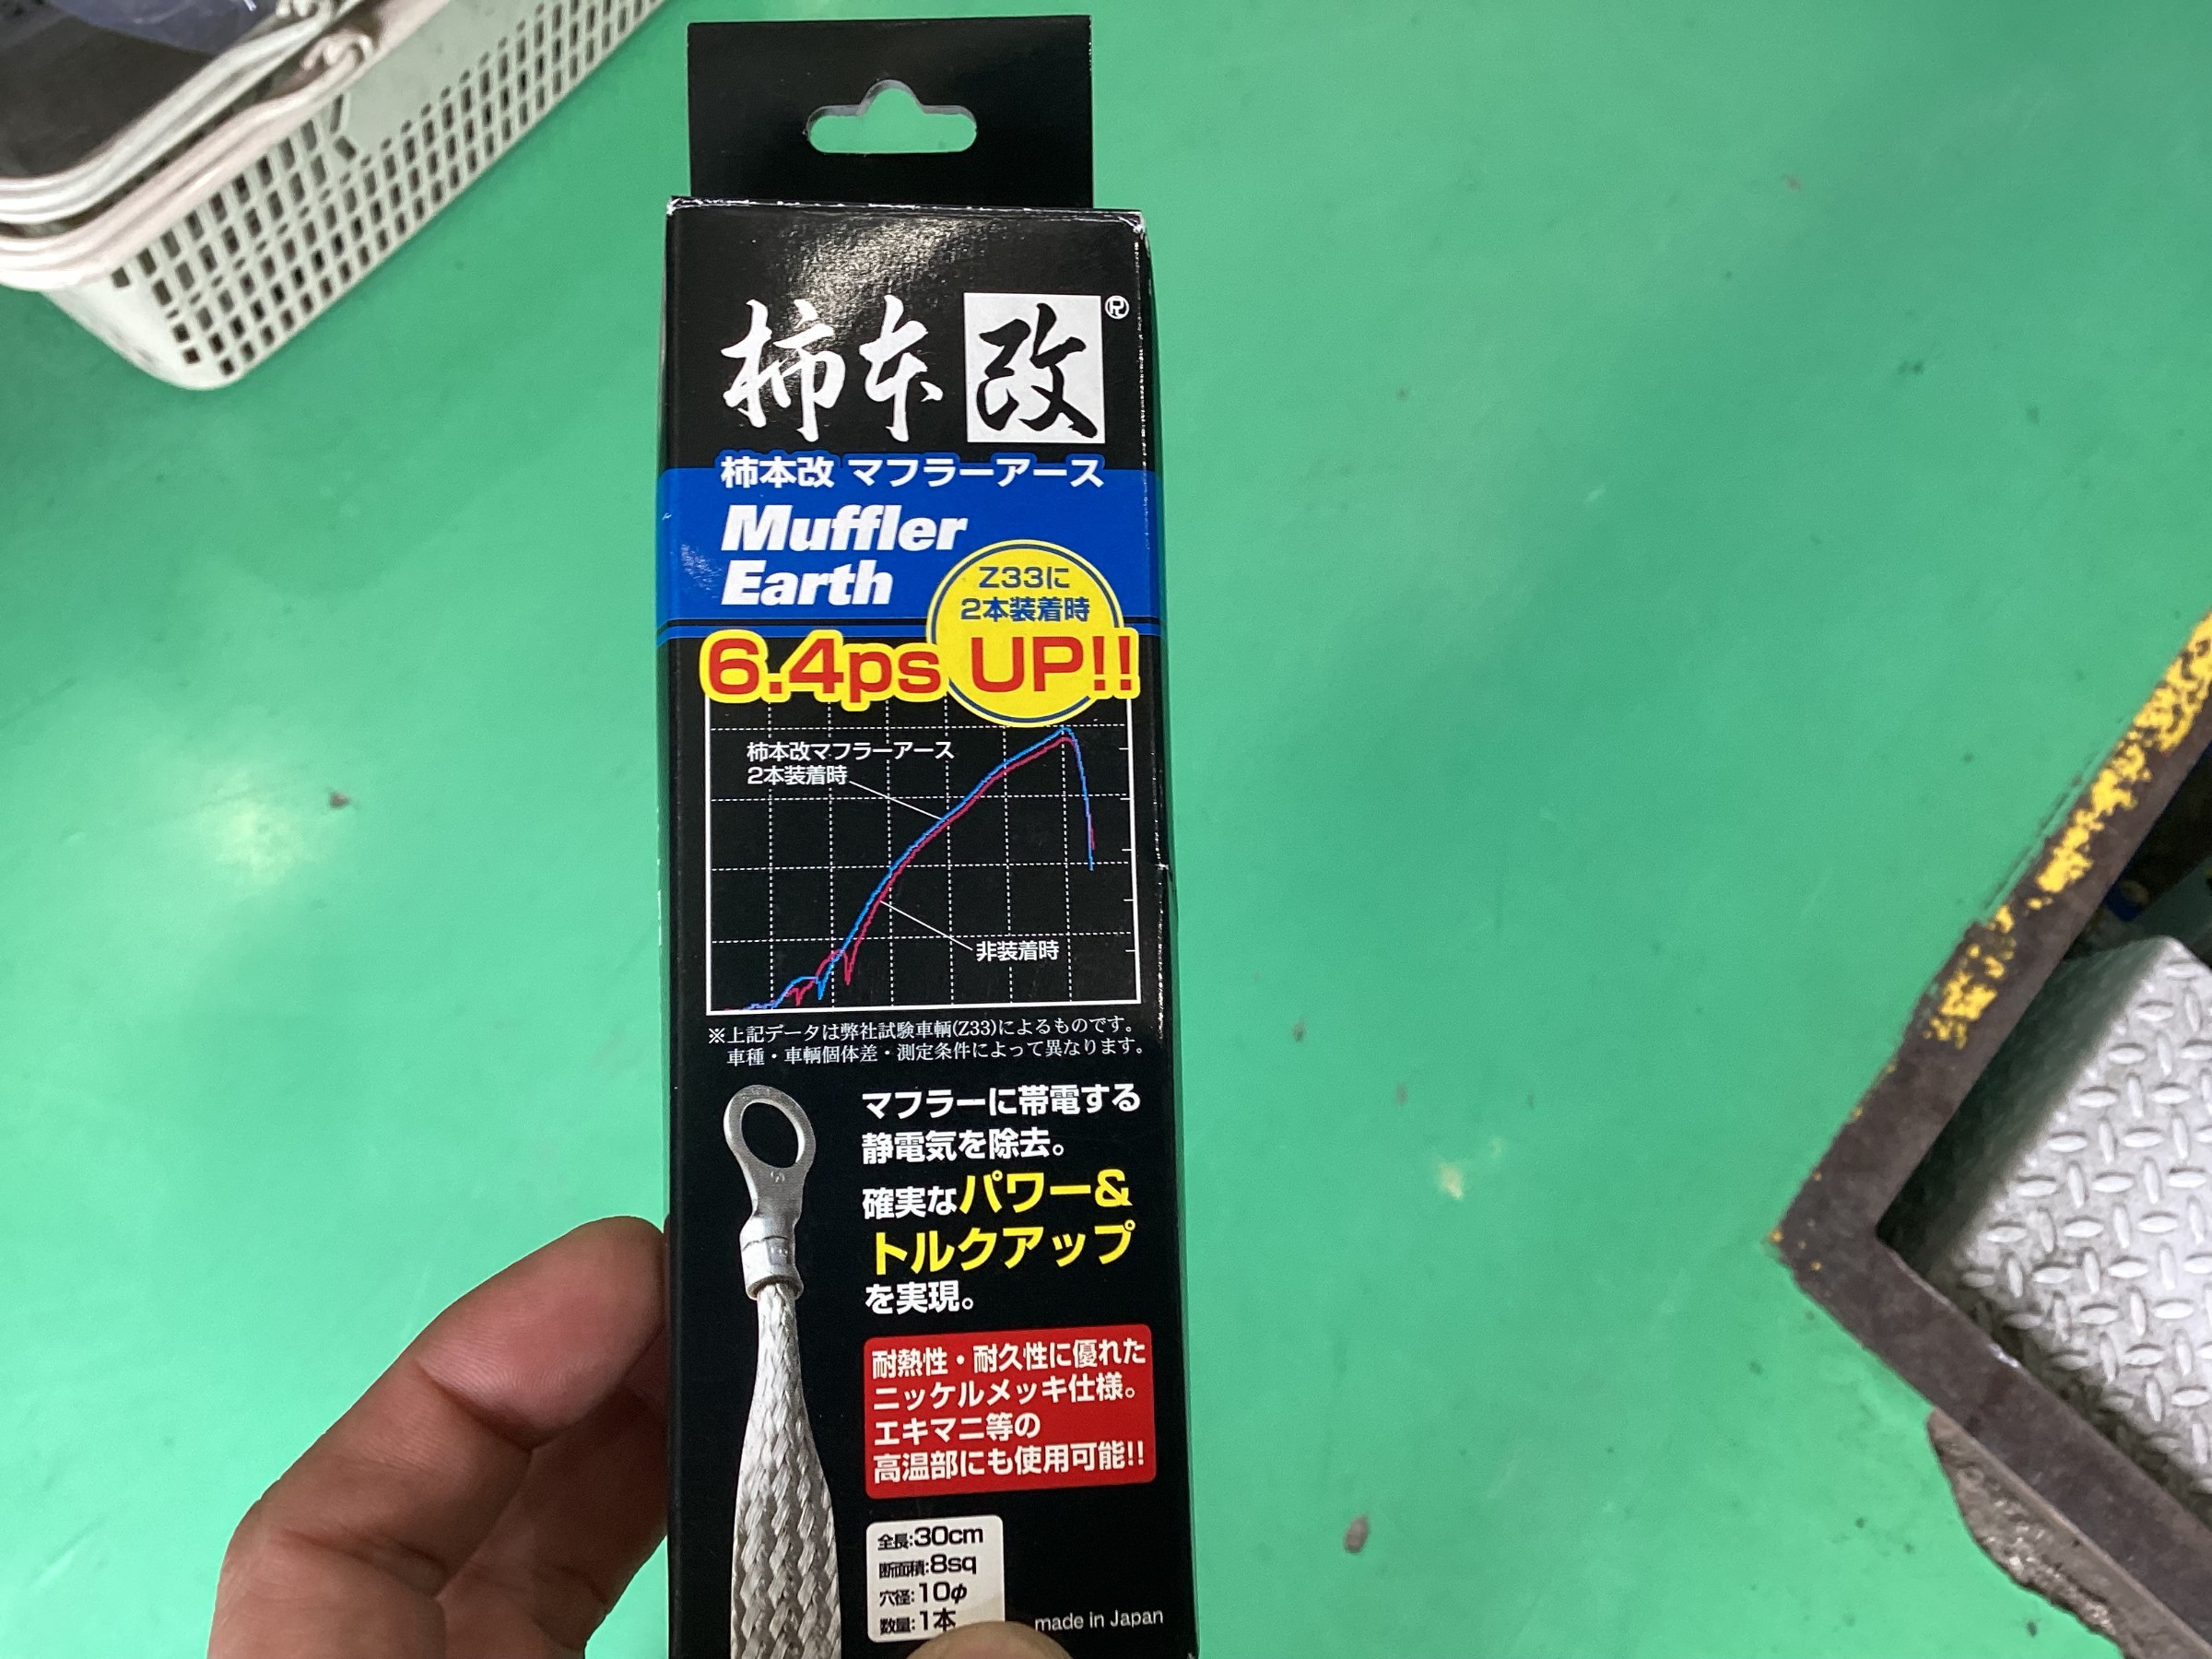 柿本改®
柿本改 マフラーアース
Muffler
Earth
Z33に
2本装着時
6.4ps UP!!
柿本改マフラーアース
2本装着時
非装着時
※上記データは弊社試験車輌(Z33)によるものです。
車種・車輌個体差・測定条件によって異なります。
マフラーに帯電する
静電気を除去。
確実なパワー&
トルクアップ
を実現。
耐熱性・耐久性に優れた
ニッケルメッキ仕様。
エキマニ等の
高温部にも使用可能!!
全長:30cm
断面積:8sq
穴径:10φ
数量:1本
made in Japan